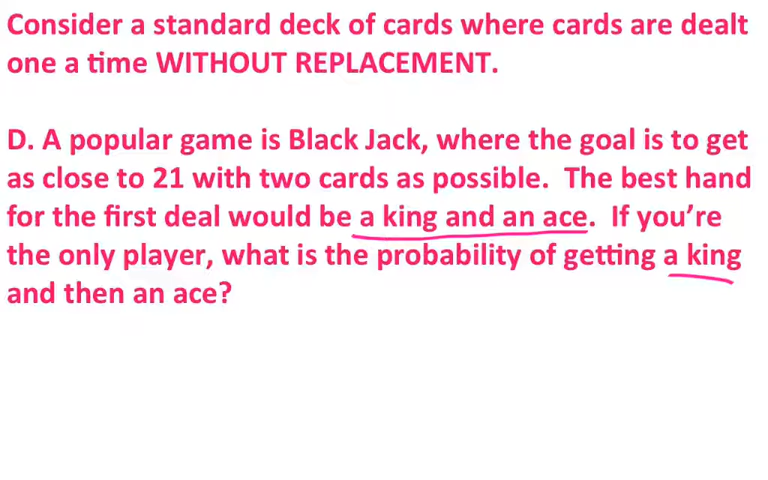 Consider a standard deck of cards where cards are dealt
one a time WITHOUT REPLACEMENT.
D. A popular game is Black Jack, where the goal is to get
as close to 21 with two cards as possible.  The best hand
for the first deal would be a king and an ace.  If you’re
the only player, what is the probability of getting a king
and then an ace?